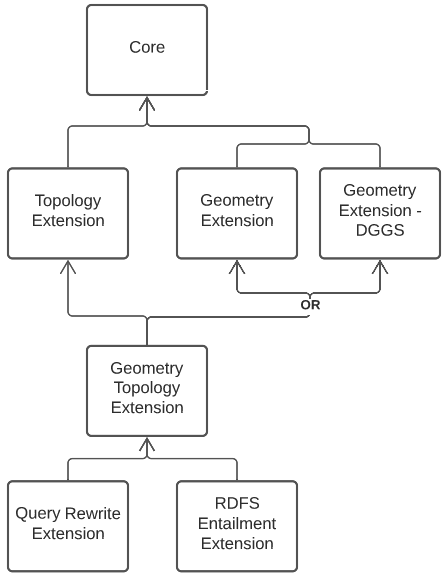 Core
Topology
Extension
Geometry
Extension
Geometry
Extension -
DGGS
OR
Geometry
Topology
Extension
Query Rewrite
Extension
RDFS
Entailment
Extension